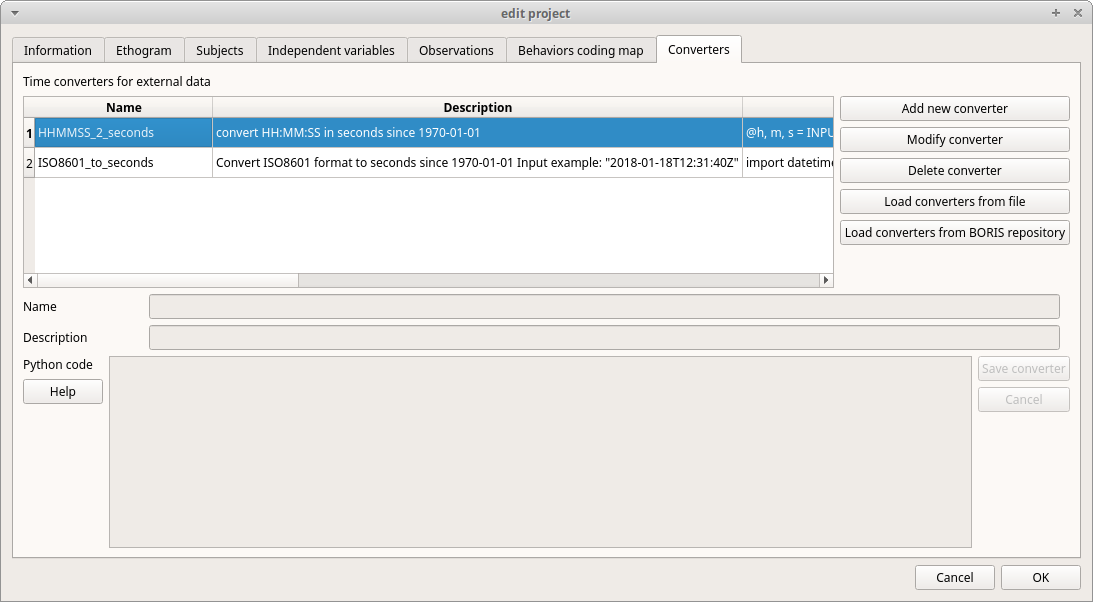 edit project
Information Ethogram Subjects Independent variables Observations Behaviors coding map Converters
Time converters for external data
Name Description
1 HHMMSS_2_seconds convert HH:MM:SS in seconds since 1970-01-01 @h, m, s = INPU
2 ISO8601_to_seconds Convert ISO8601 format to seconds since 1970-01-01 Input example: "2018-01-18T12:31:40Z" import datetime
Add new converter
Modify converter
Delete converter
Load converters from file
Load converters from BORIS repository
Name
Description
Python code
Help
Save converter
Cancel
Cancel OK